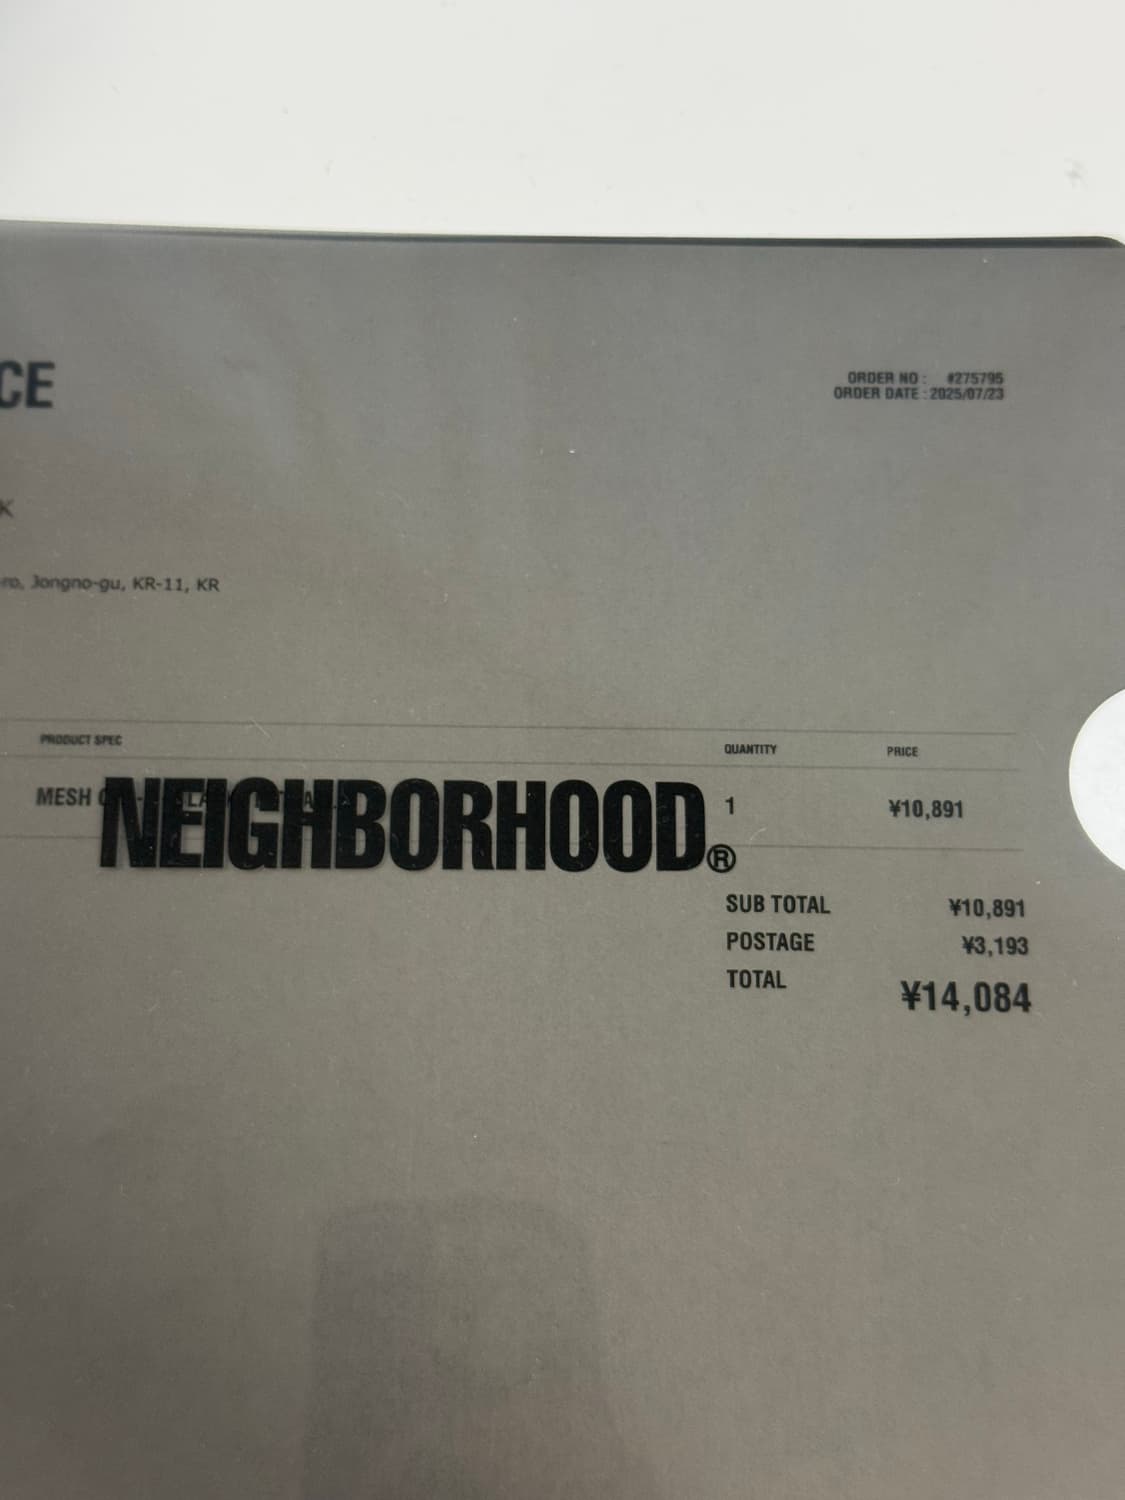 CE
ORDER NO : #275795
ORDER DATE : 2025/07/23
K
ro, Jongno-gu, KR-11, KR
PRODUCT SPEC QUANTITY PRICE
MESH 1 ¥10,891
NEIGHBORHOOD®
SUB TOTAL ¥10,891
POSTAGE ¥3,193
TOTAL ¥14,084